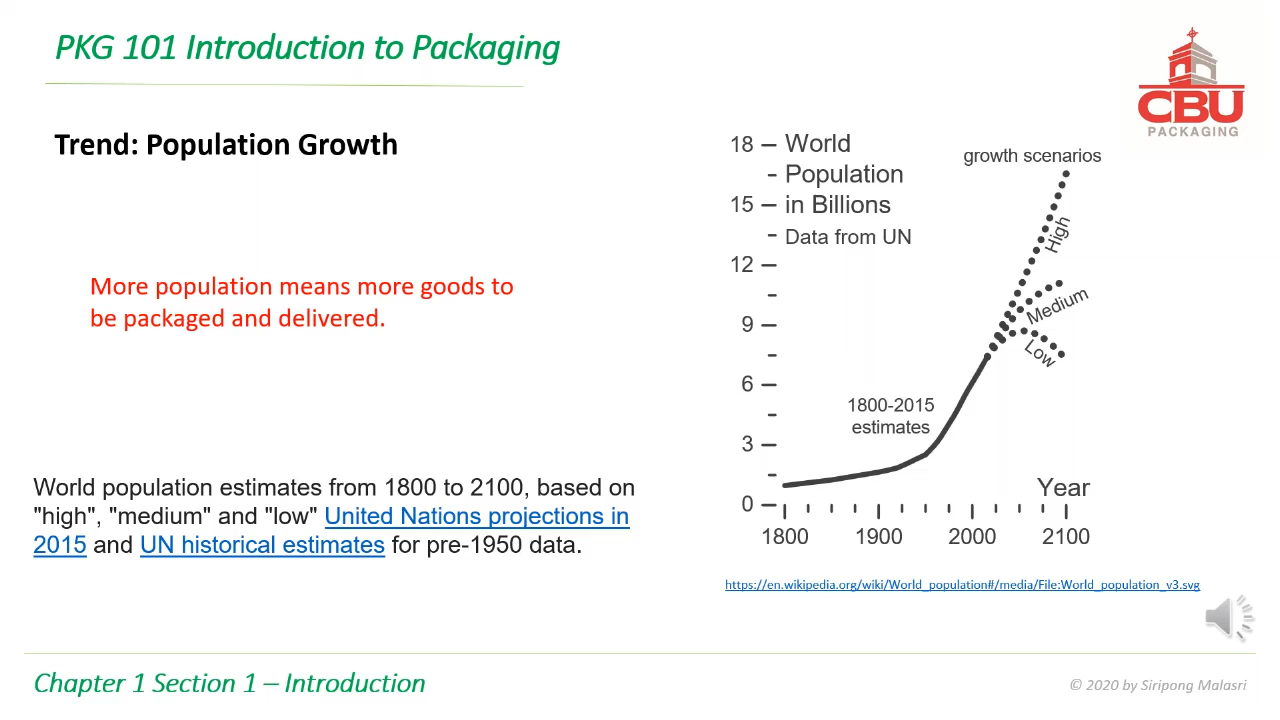 PKG 101 Introduction to Packaging
CBU
PACKAGING
Trend: Population Growth
More population means more goods to
be packaged and delivered.
World population estimates from 1800 to 2100, based on
"high", "medium" and "low" United Nations projections in
2015 and UN historical estimates for pre-1950 data.
World
Population
in Billions
Data from UN
growth scenarios
High
Medium
Low
1800-2015
estimates
18
15
12
9
6
3
0
Year
1800 1900 2000 2100
https://en.wikipedia.org/wiki/World_population#/media/File:World_population_v3.svg
Chapter 1 Section 1 – Introduction
© 2020 by Siripong Malasri